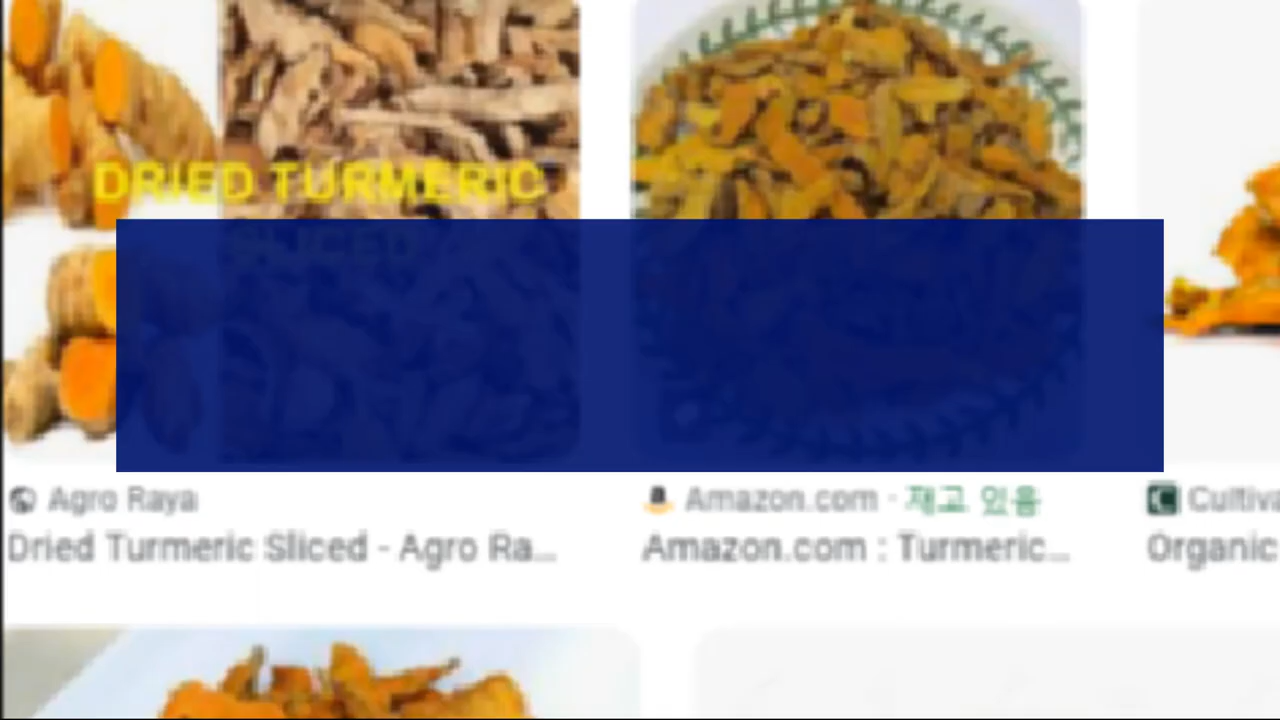 DRIED TURMERIC
SLICED
Agro Raya
Dried Turmeric Sliced - Agro Ra...
Amazon.com · 재고 있음
Amazon.com : Turmeric...
Cultiva
Organic